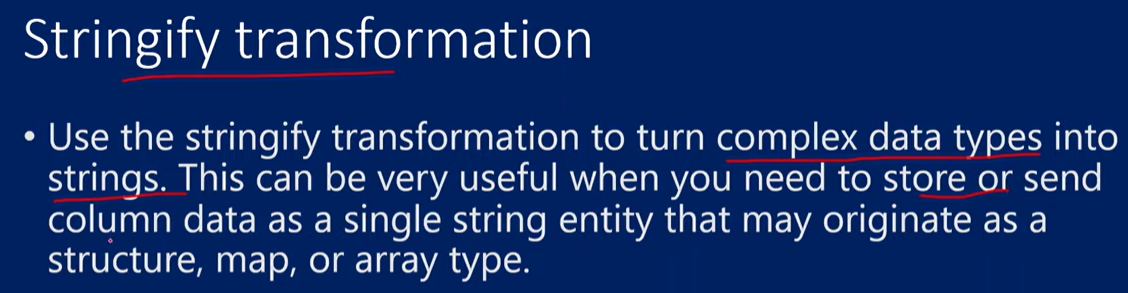 Stringify transformation
• Use the stringify transformation to turn complex data types into
strings. This can be very useful when you need to store or send
column data as a single string entity that may originate as a
structure, map, or array type.